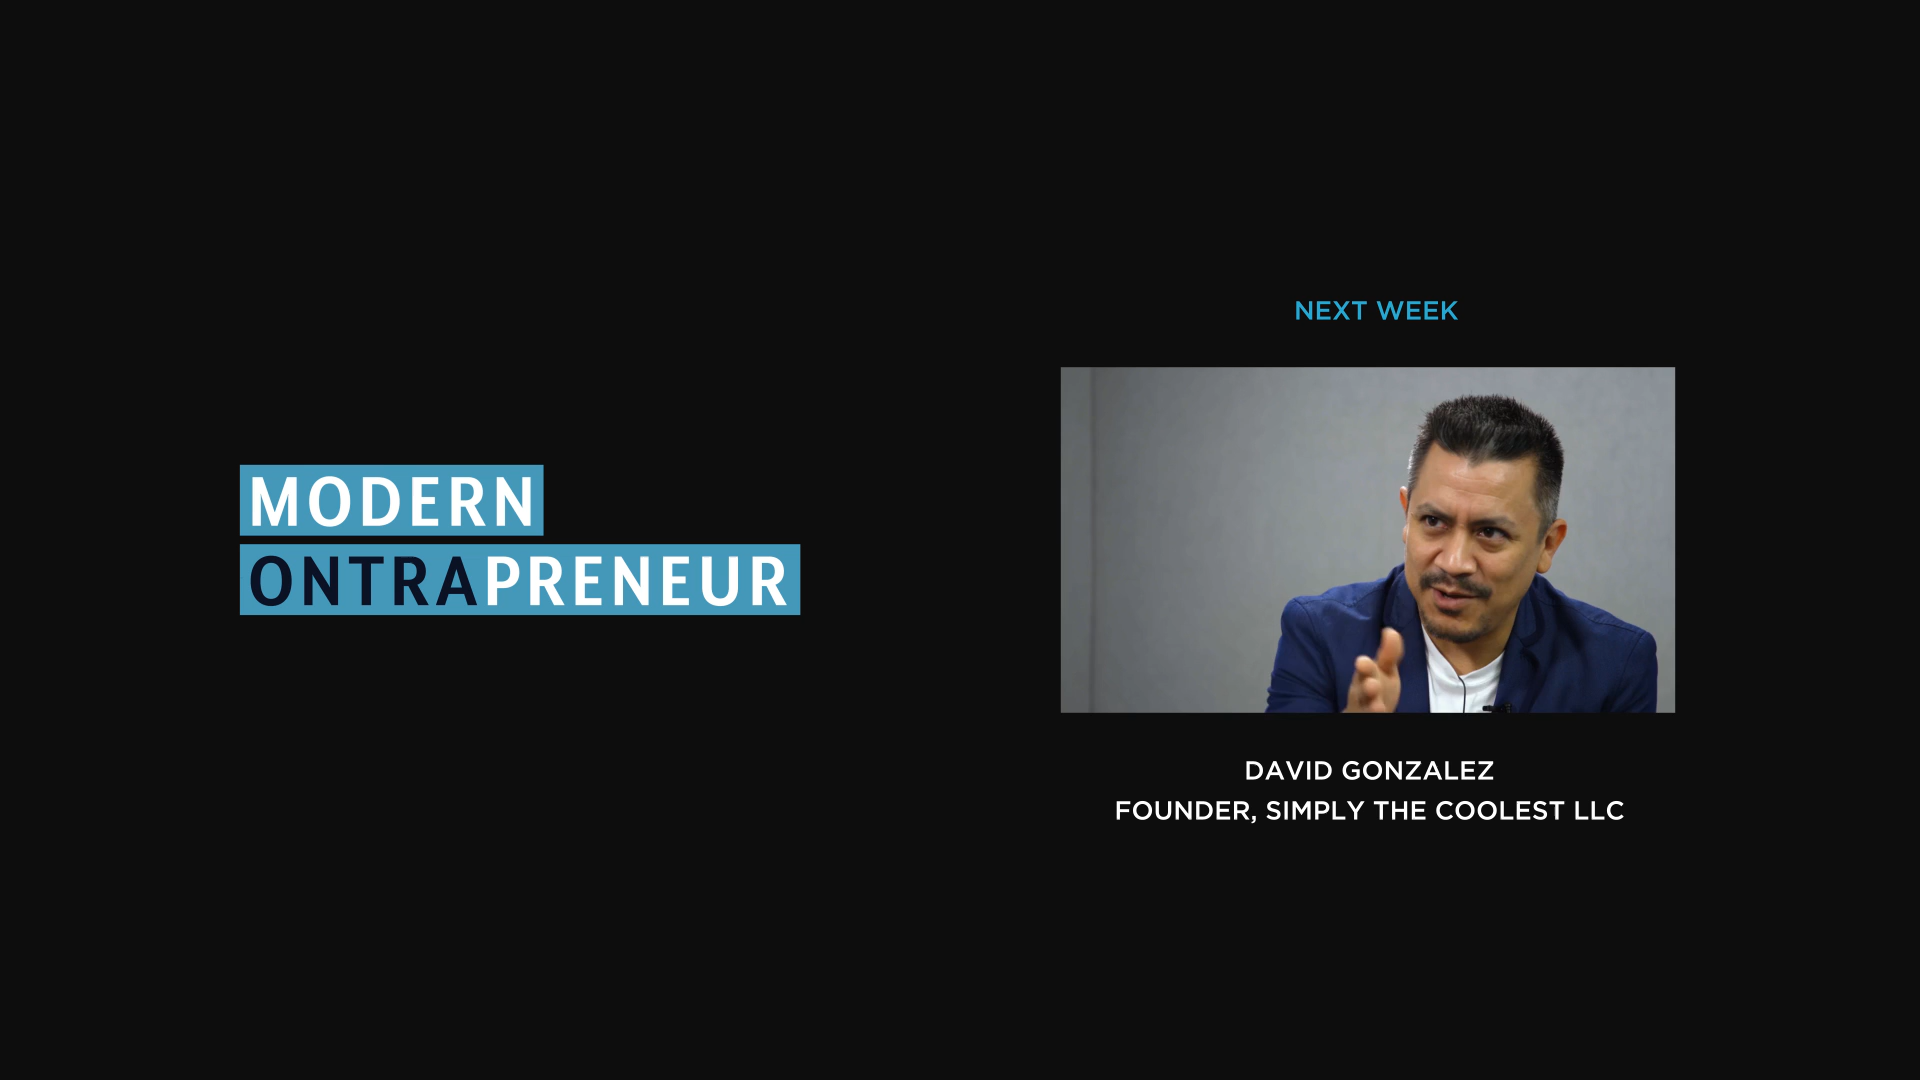 MODERN
ONTRAPRENEUR
NEXT WEEK
DAVID GONZALEZ
FOUNDER, SIMPLY THE COOLEST LLC